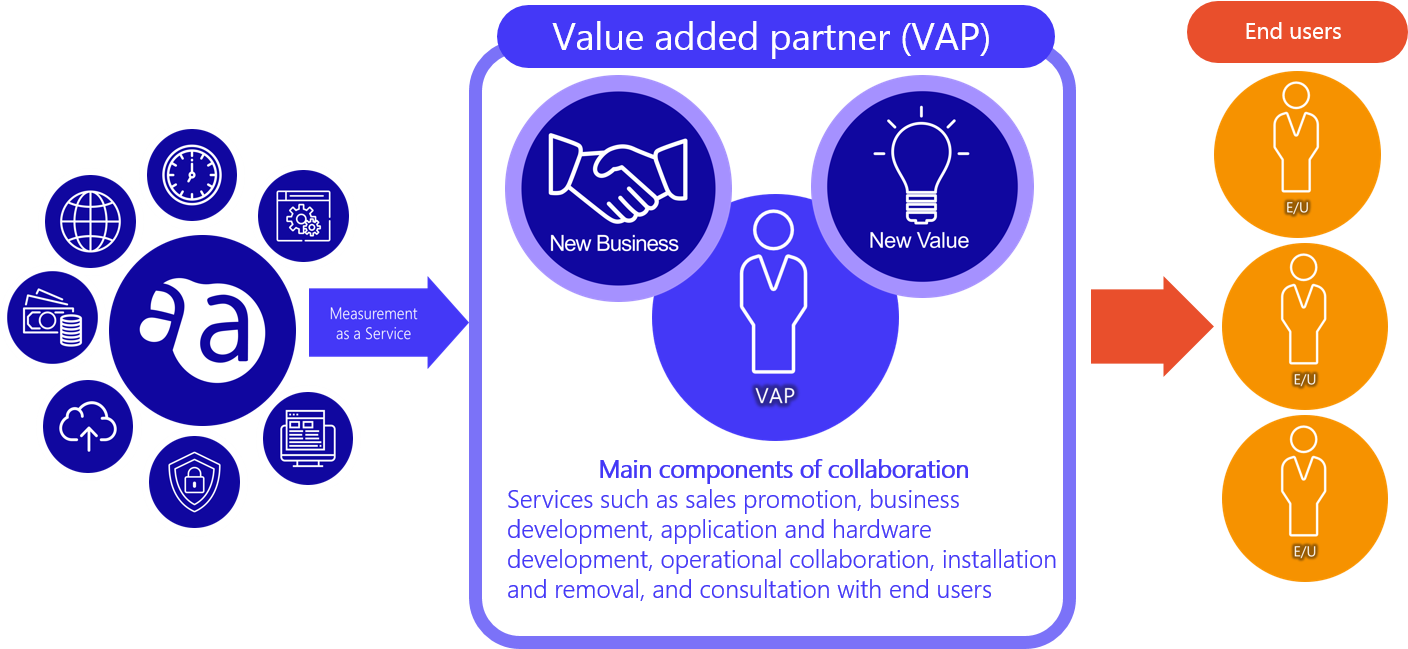 Value added partner (VAP)
End users
New Business
New Value
E/U
aa
Measurement
as a Service
VAP
E/U
Main components of collaboration
Services such as sales promotion, business
development, application and hardware
development, operational collaboration, installation
and removal, and consultation with end users
E/U